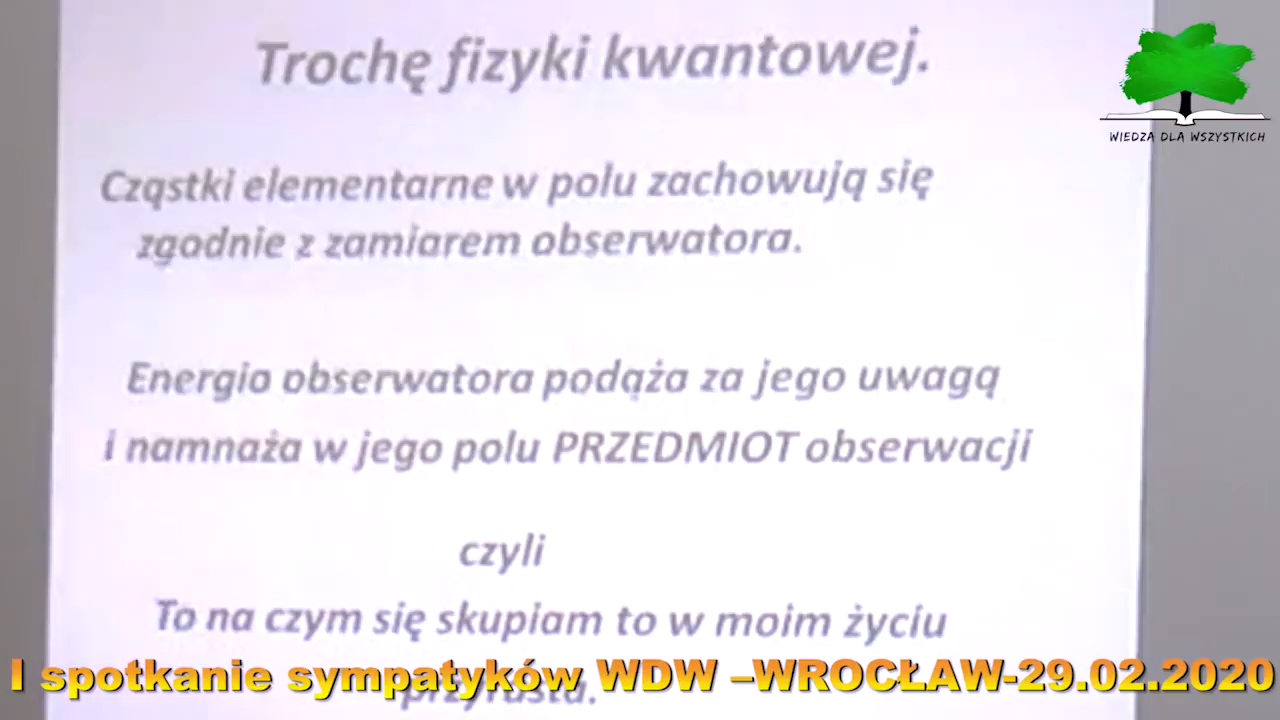 Trochę fizyki kwantowej.
WIEDZA DLA WSZYSTKICH
Cząstki elementarne w polu zachowują się
zgodnie z zamiarem obserwatora.
Energia obserwatora podąża za jego uwagą
i namnaża w jego polu PRZEDMIOT obserwacji
czyli
To na czym się skupiam to w moim życiu
przyrasta.
I spotkanie sympatyków WDW –WROCŁAW-29.02.2020